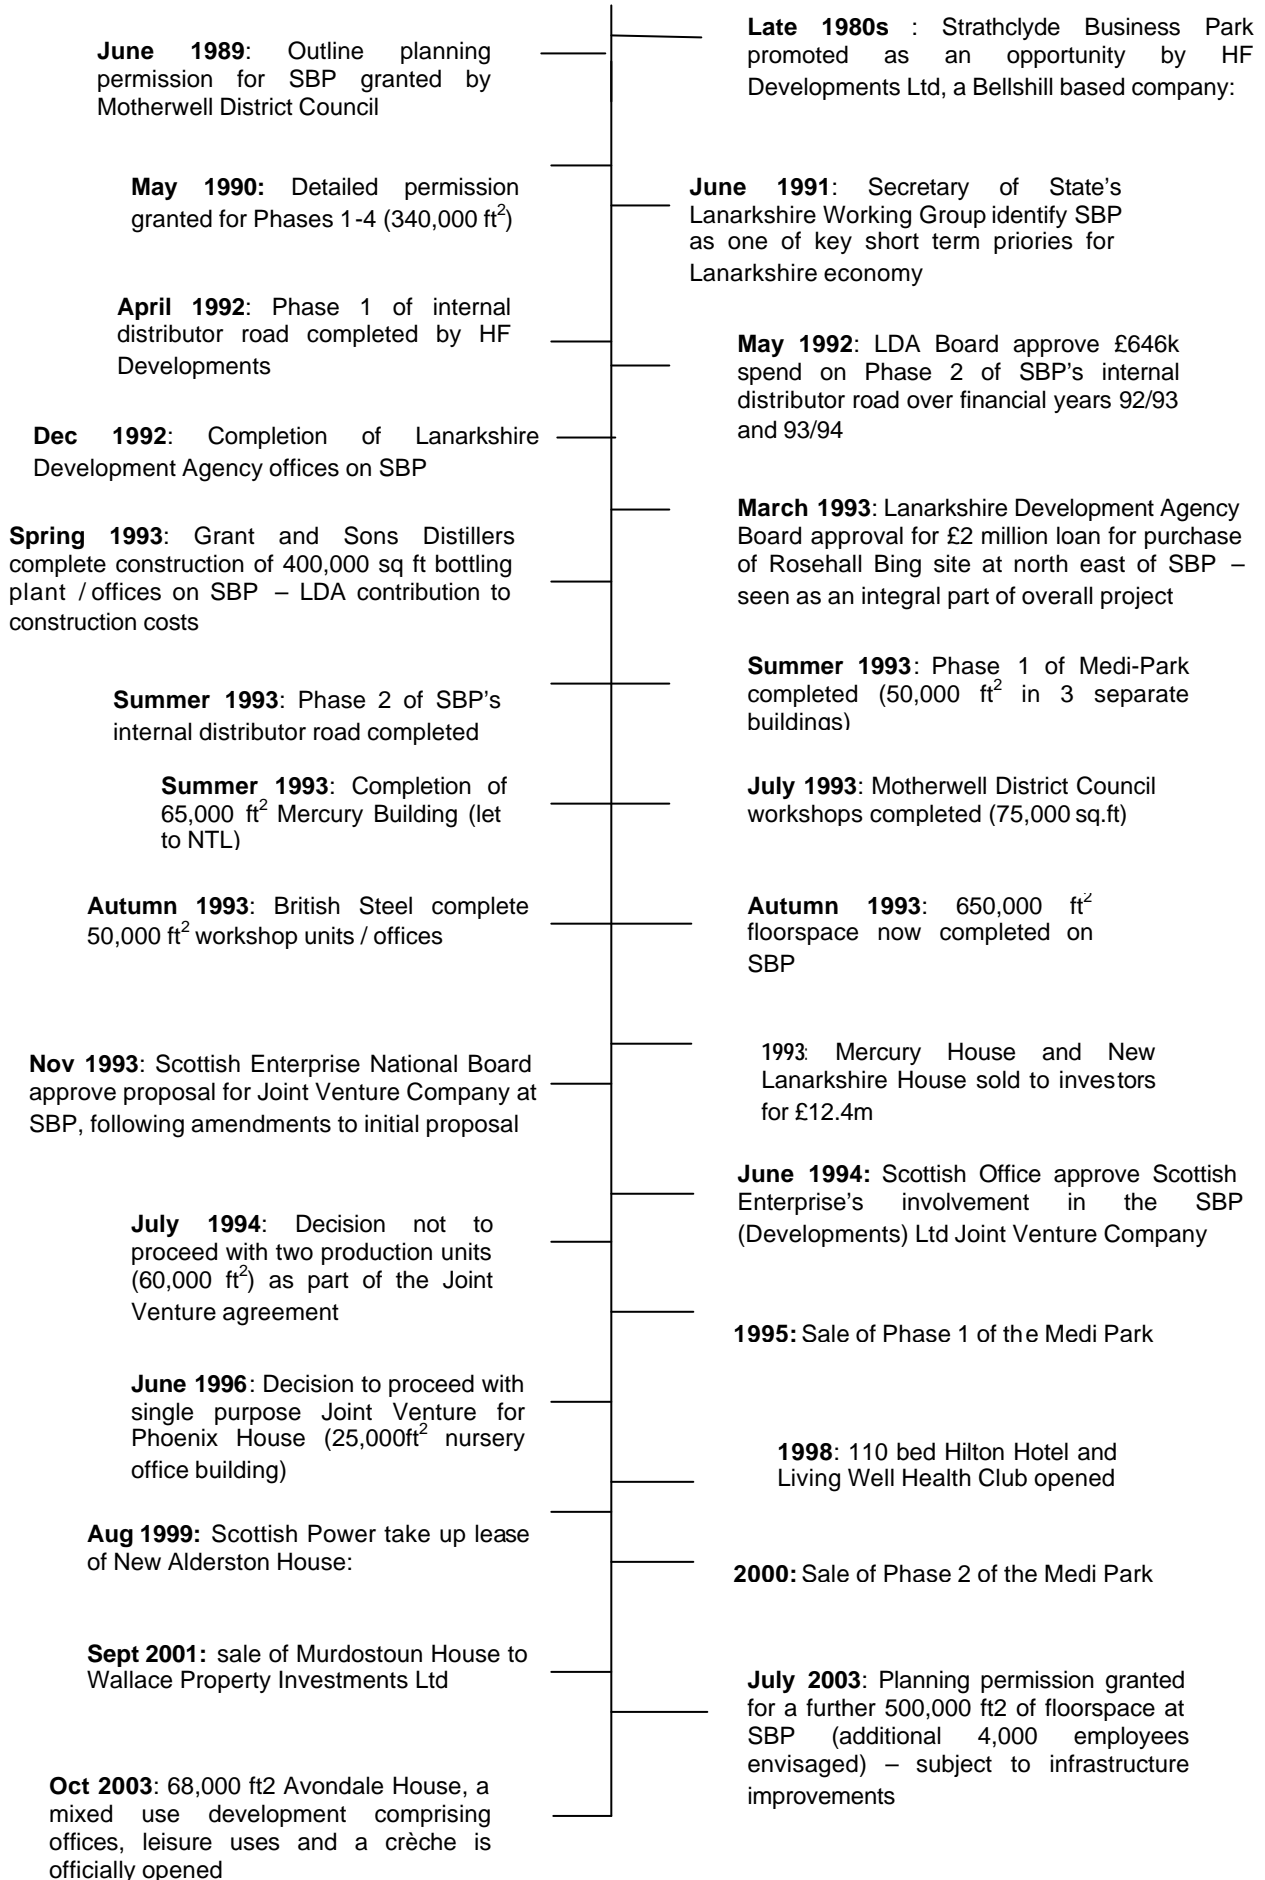 Late 1980s : Strathclyde Business Park
promoted as an opportunity by HF
Developments Ltd, a Bellshill based company:
June 1989: Outline planning
permission for SBP granted by
Motherwell District Council
May 1990: Detailed permission
granted for Phases 1-4 (340,000 ft²)
June 1991: Secretary of State's
Lanarkshire Working Group identify SBP
as one of key short term priories for
Lanarkshire economy
April 1992: Phase 1 of internal
distributor road completed by HF
Developments
May 1992: LDA Board approve £646k
spend on Phase 2 of SBP's internal
distributor road over financial years 92/93
and 93/94
Dec 1992: Completion of Lanarkshire
Development Agency offices on SBP
March 1993: Lanarkshire Development Agency
Board approval for £2 million loan for purchase
of Rosehall Bing site at north east of SBP –
seen as an integral part of overall project
Spring 1993: Grant and Sons Distillers
complete construction of 400,000 sq ft bottling
plant / offices on SBP – LDA contribution to
construction costs
Summer 1993: Phase 1 of Medi-Park
completed (50,000 ft² in 3 separate
buildings)
Summer 1993: Phase 2 of SBP's
internal distributor road completed
Summer 1993: Completion of
65,000 ft² Mercury Building (let
to NTL)
July 1993: Motherwell District Council
workshops completed (75,000 sq.ft)
Autumn 1993: British Steel complete
50,000 ft² workshop units / offices
Autumn 1993: 650,000 ft²
floorspace now completed on
SBP
1993: Mercury House and New
Lanarkshire House sold to investors
for £12.4m
Nov 1993: Scottish Enterprise National Board
approve proposal for Joint Venture Company at
SBP, following amendments to initial proposal
June 1994: Scottish Office approve Scottish
Enterprise's involvement in the SBP
(Developments) Ltd Joint Venture Company
July 1994: Decision not to
proceed with two production units
(60,000 ft²) as part of the Joint
Venture agreement
1995: Sale of Phase 1 of the Medi Park
June 1996: Decision to proceed with
single purpose Joint Venture for
Phoenix House (25,000ft² nursery
office building)
1998: 110 bed Hilton Hotel and
Living Well Health Club opened
Aug 1999: Scottish Power take up lease
of New Alderston House:
2000: Sale of Phase 2 of the Medi Park
Sept 2001: sale of Murdostoun House to
Wallace Property Investments Ltd
July 2003: Planning permission granted
for a further 500,000 ft2 of floorspace at
SBP (additional 4,000 employees
envisaged) – subject to infrastructure
improvements
Oct 2003: 68,000 ft2 Avondale House, a
mixed use development comprising
offices, leisure uses and a crèche is
officially opened